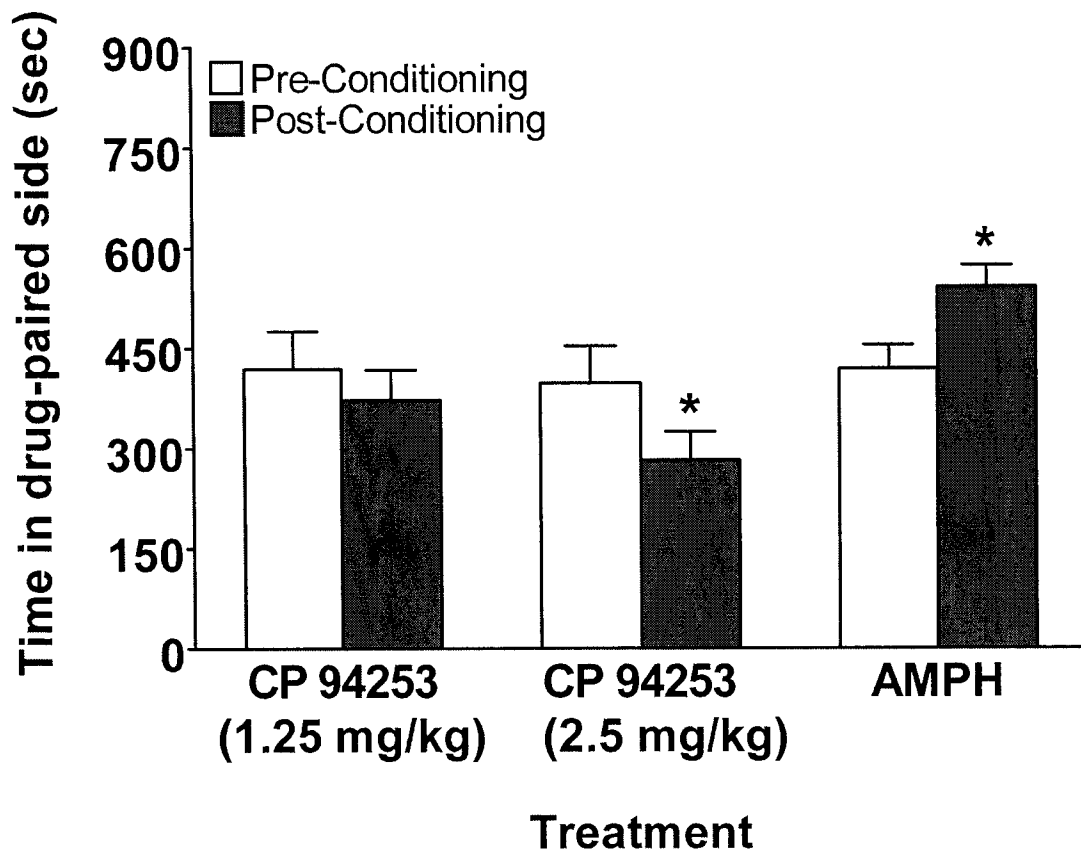 Time in drug-paired side (sec)
900
750
600
450
300
150
0
Pre-Conditioning
Post-Conditioning
*
*
CP 94253
(1.25 mg/kg)
CP 94253
(2.5 mg/kg)
AMPH
Treatment